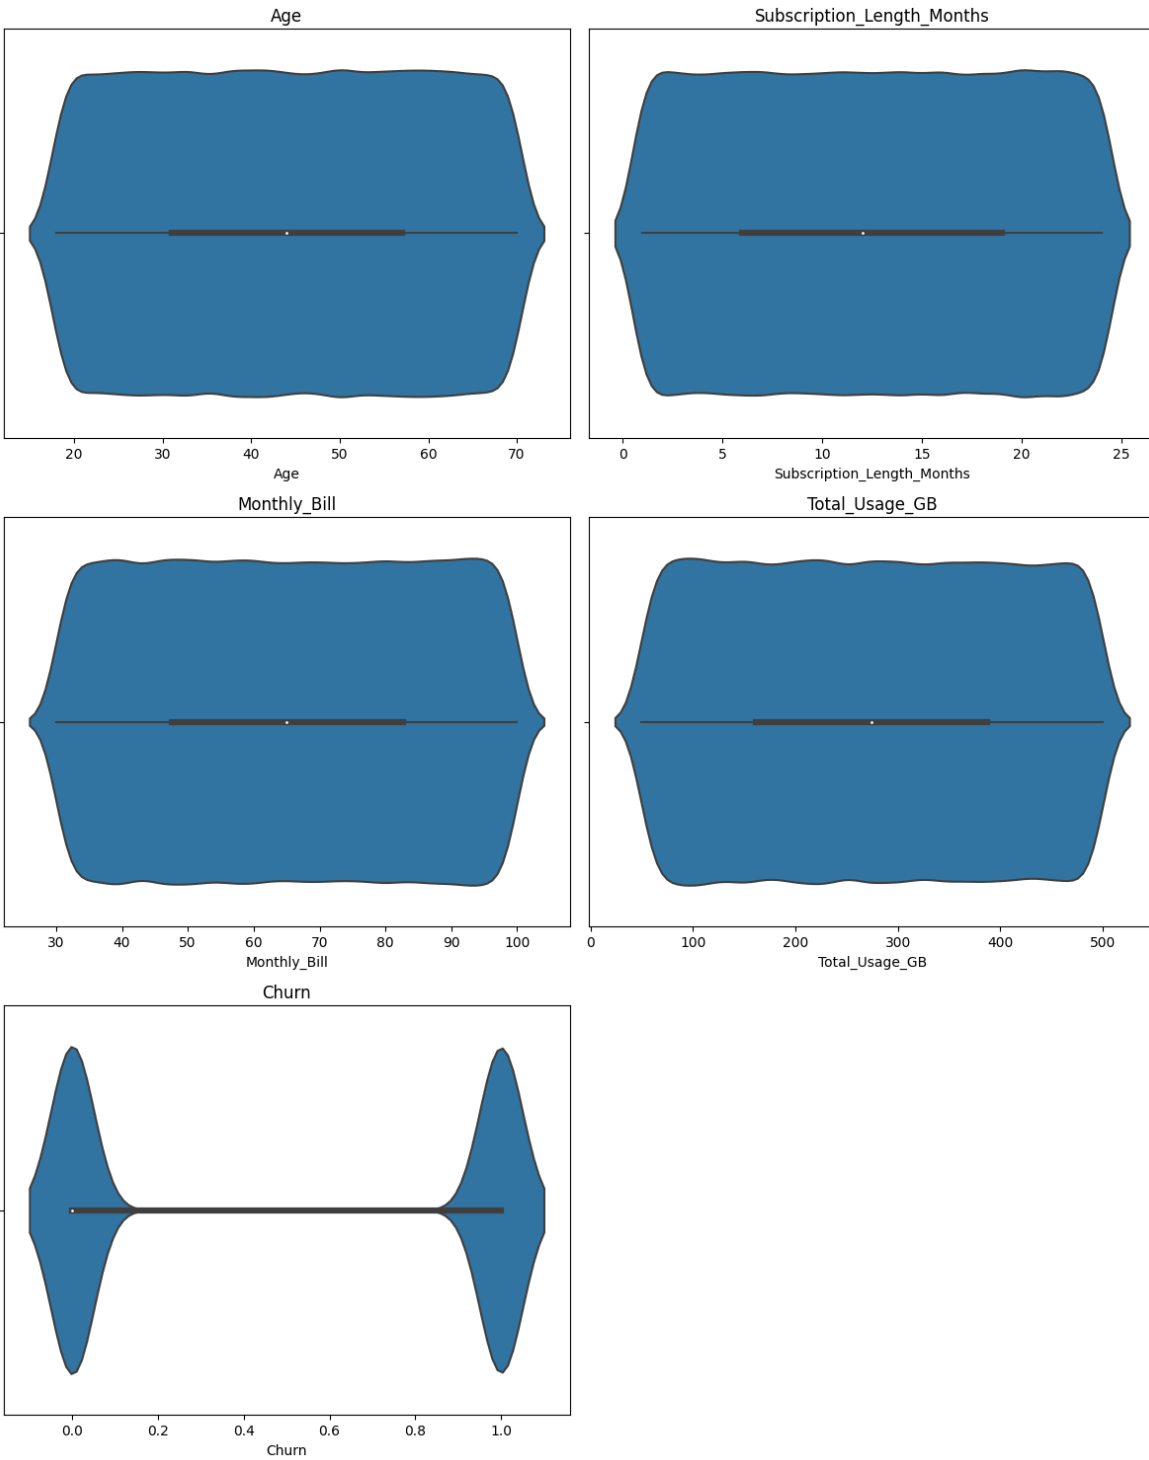 Age
Subscription_Length_Months
20 30 40 50 60 70
0 5 10 15 20 25
Age
Subscription_Length_Months
Monthly_Bill
Total_Usage_GB
30 40 50 60 70 80 90 100
0 100 200 300 400 500
Monthly_Bill
Total_Usage_GB
Churn
0.0 0.2 0.4 0.6 0.8 1.0
Churn